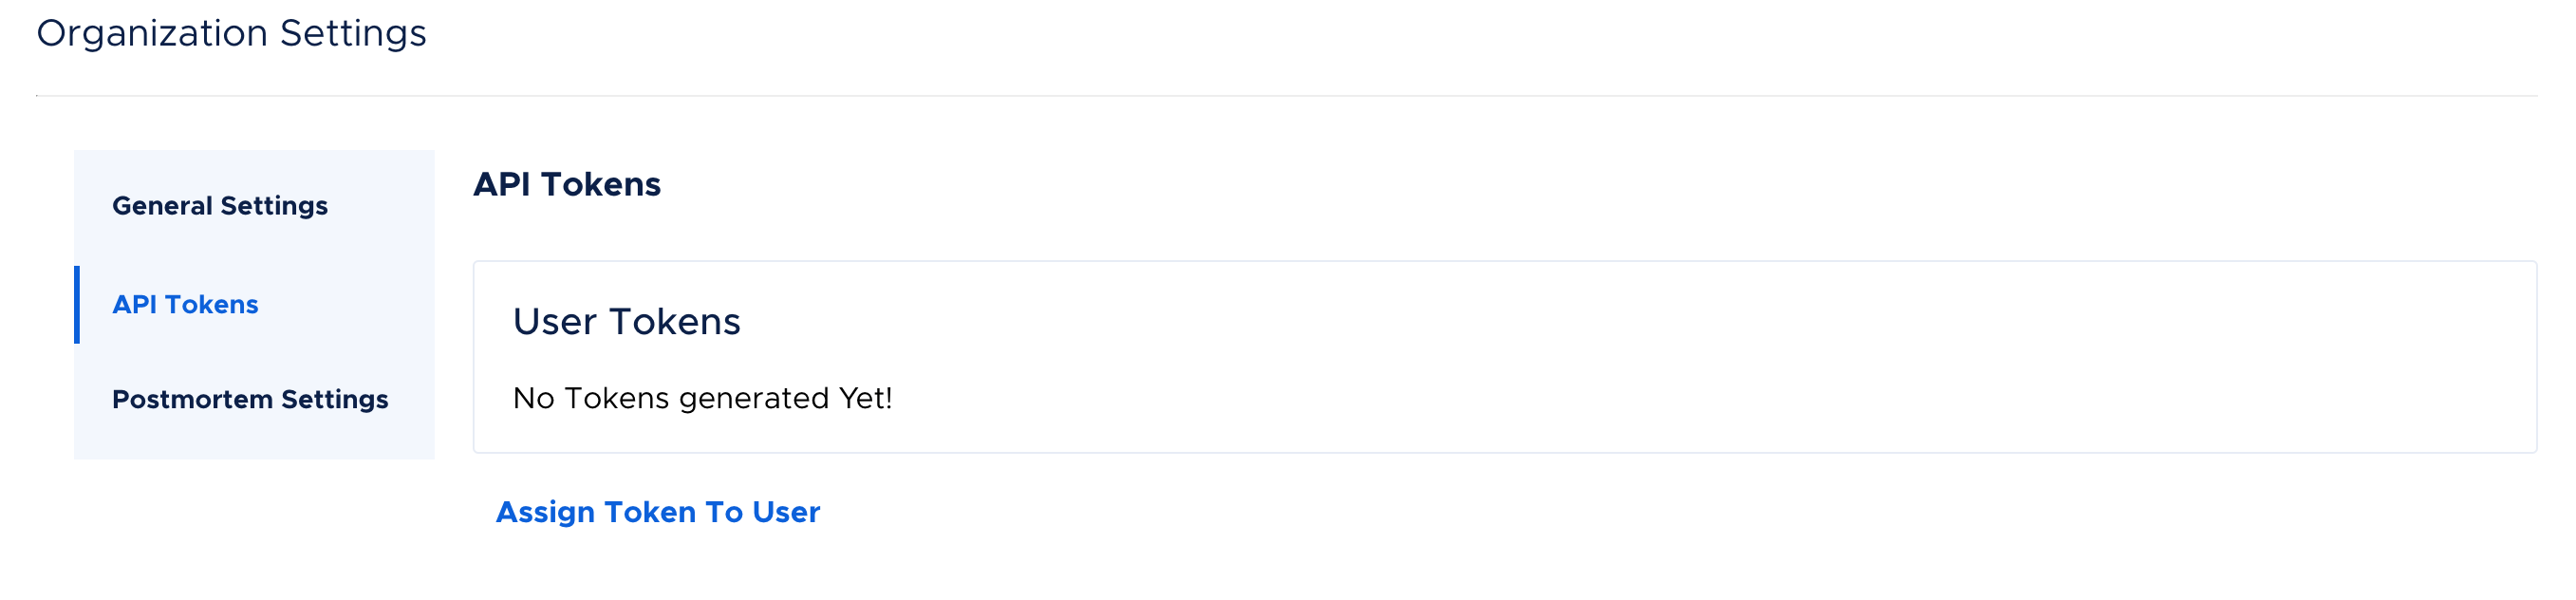 Organization Settings
General Settings
API Tokens
Postmortem Settings
API Tokens
User Tokens
No Tokens generated Yet!
Assign Token To User